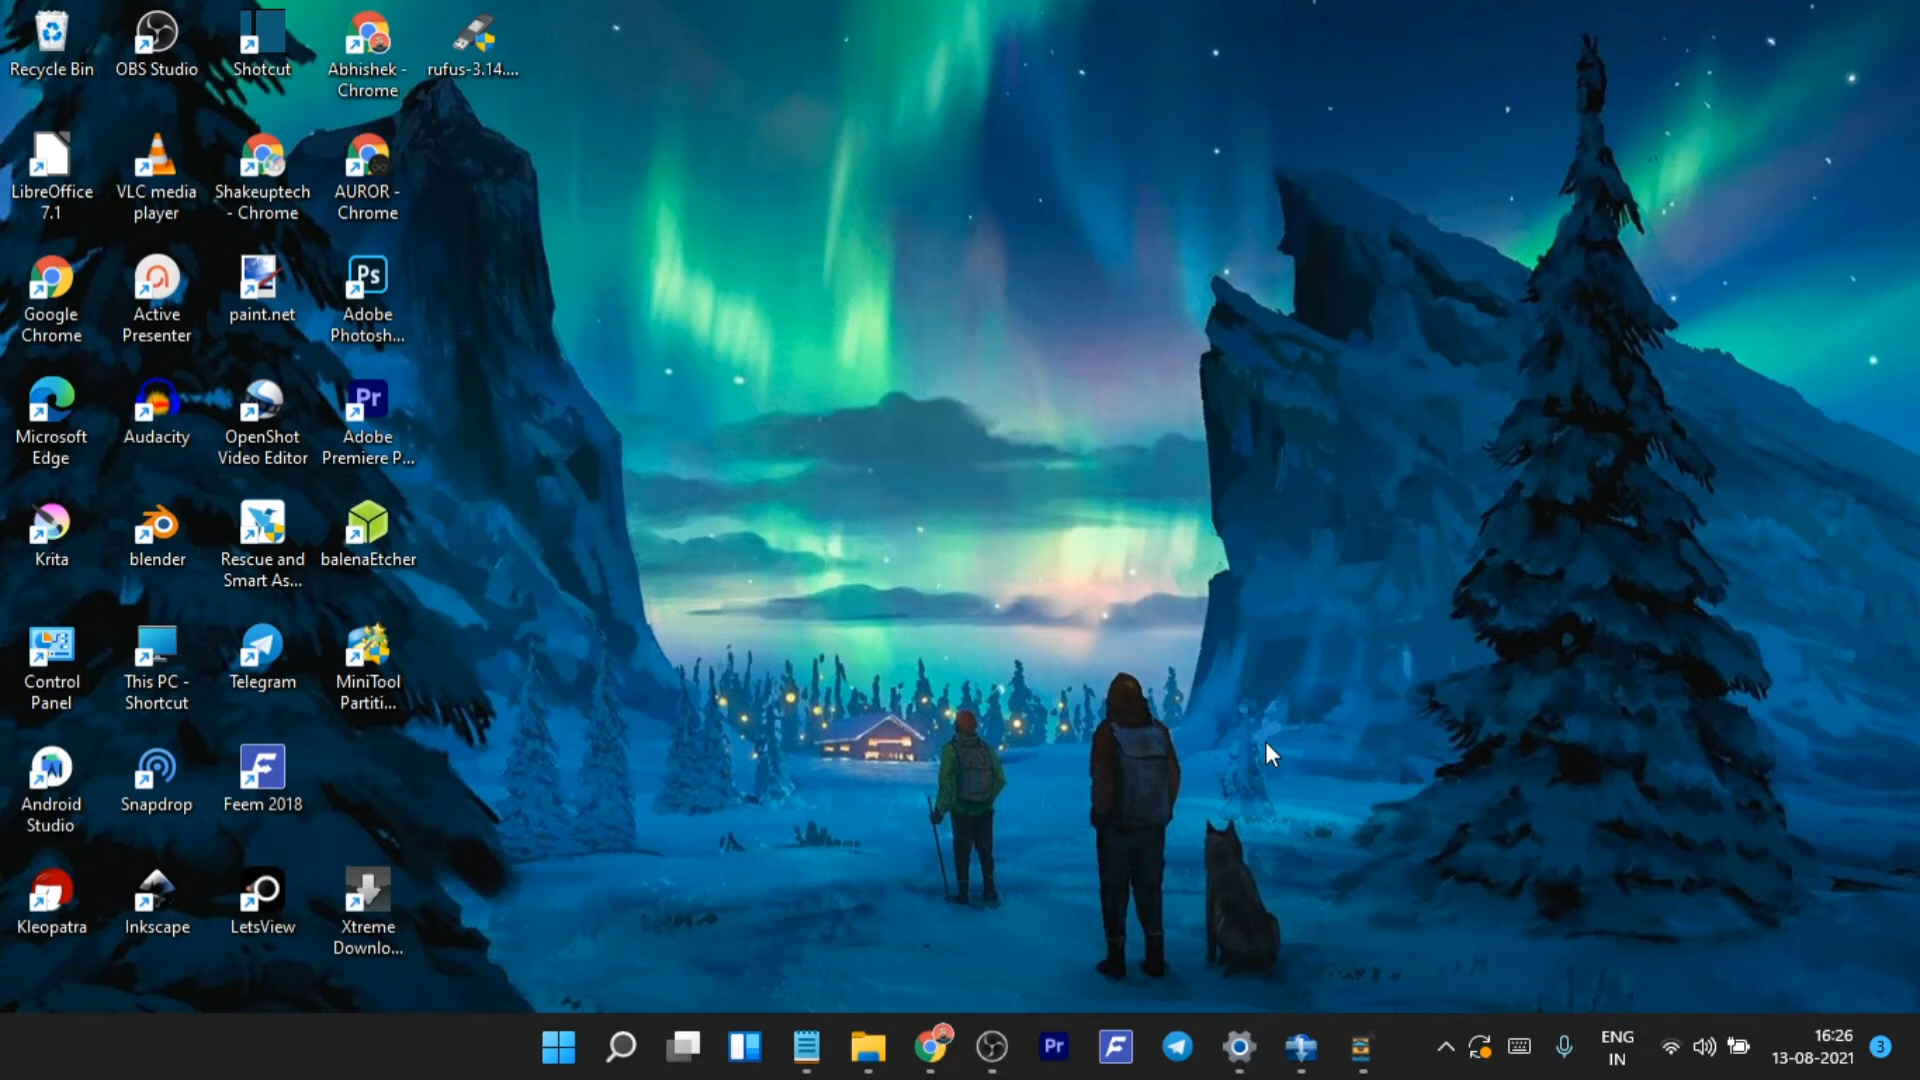 Recycle Bin
OBS Studio
Shotcut
Abhishek -
Chrome
rufus-3.14....
LibreOffice
7.1
VLC media
player
Shakeuptech
- Chrome
AUROR -
Chrome
Google
Chrome
Active
Presenter
paint.net
Ps
Adobe
Photosh...
Microsoft
Edge
Audacity
OpenShot
Video Editor
Pr
Adobe
Premiere P...
Krita
blender
Rescue and
Smart As...
balenaEtcher
Control
Panel
This PC -
Shortcut
Telegram
MiniTool
Partiti...
Android
Studio
Snapdrop
Feem 2018
Kleopatra
Inkscape
LetsView
Xtreme
Downlo...
Pr
ENG
IN
16:26
13-08-2021
3